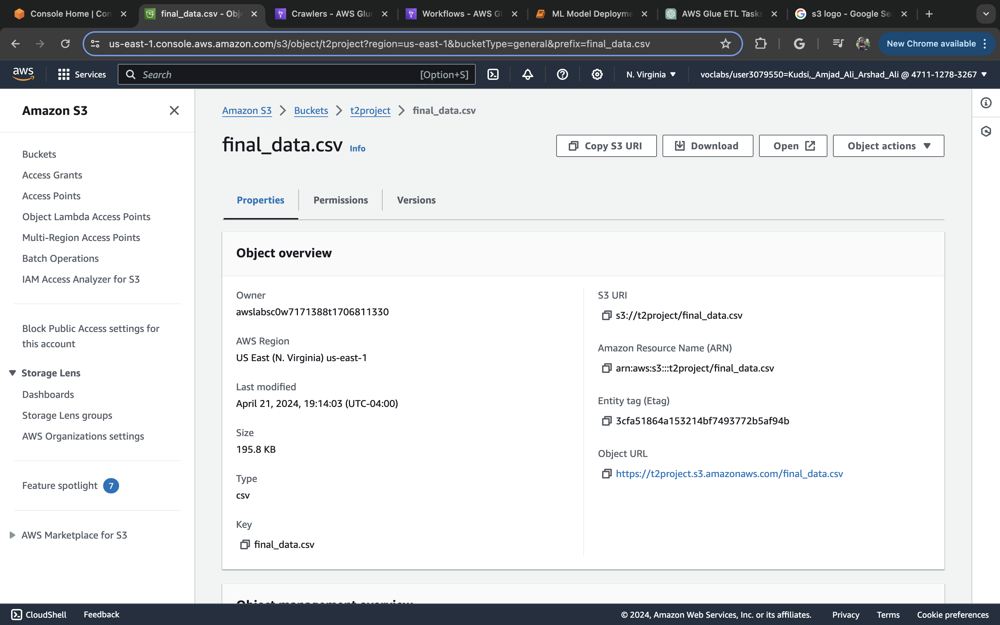 Console Home | Con
final_data.csv - Obje
Crawlers - AWS Glue
Workflows - AWS Gl
ML Model Deployme
AWS Glue ETL Tasks
s3 logo - Google Sea
us-east-1.console.aws.amazon.com/s3/object/t2project?region=us-east-1&bucketType=general&prefix=final_data.csv
New Chrome available
aws
Services
Search
[Option+S]
N. Virginia
voclabs/user3079550=Kudsi,_Amjad_Ali_Arshad_Ali @ 4711-1278-3267
Amazon S3
Buckets
Access Grants
Access Points
Object Lambda Access Points
Multi-Region Access Points
Batch Operations
IAM Access Analyzer for S3
Block Public Access settings for
this account
Storage Lens
Dashboards
Storage Lens groups
AWS Organizations settings
Feature spotlight 7
AWS Marketplace for S3
Amazon S3 > Buckets > t2project > final_data.csv
final_data.csv Info
Copy S3 URI
Download
Open
Object actions
Properties
Permissions
Versions
Object overview
Owner
awslabsc0w7171388t1706811330
AWS Region
US East (N. Virginia) us-east-1
Last modified
April 21, 2024, 19:14:03 (UTC-04:00)
Size
195.8 KB
Type
csv
Key
final_data.csv
S3 URI
s3://t2project/final_data.csv
Amazon Resource Name (ARN)
arn:aws:s3:::t2project/final_data.csv
Entity tag (Etag)
3cfa51864a153214bf7493772b5af94b
Object URL
https://t2project.s3.amazonaws.com/final_data.csv
Object management overview
CloudShell
Feedback
© 2024, Amazon Web Services, Inc. or its affiliates.
Privacy
Terms
Cookie preferences